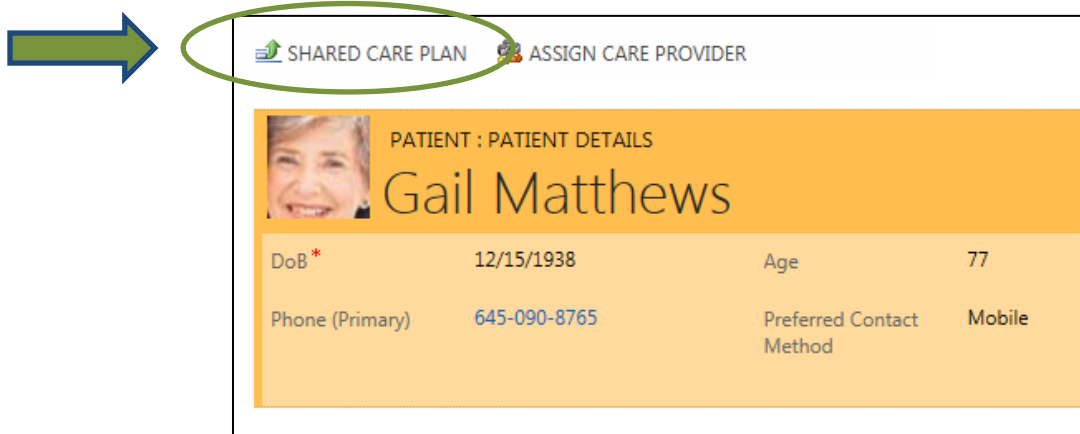 SHARED CARE PLAN ASSIGN CARE PROVIDER
PATIENT : PATIENT DETAILS
Gail Matthews
DoB* 12/15/1938 Age 77
Phone (Primary) 645-090-8765 Preferred Contact Mobile
Method